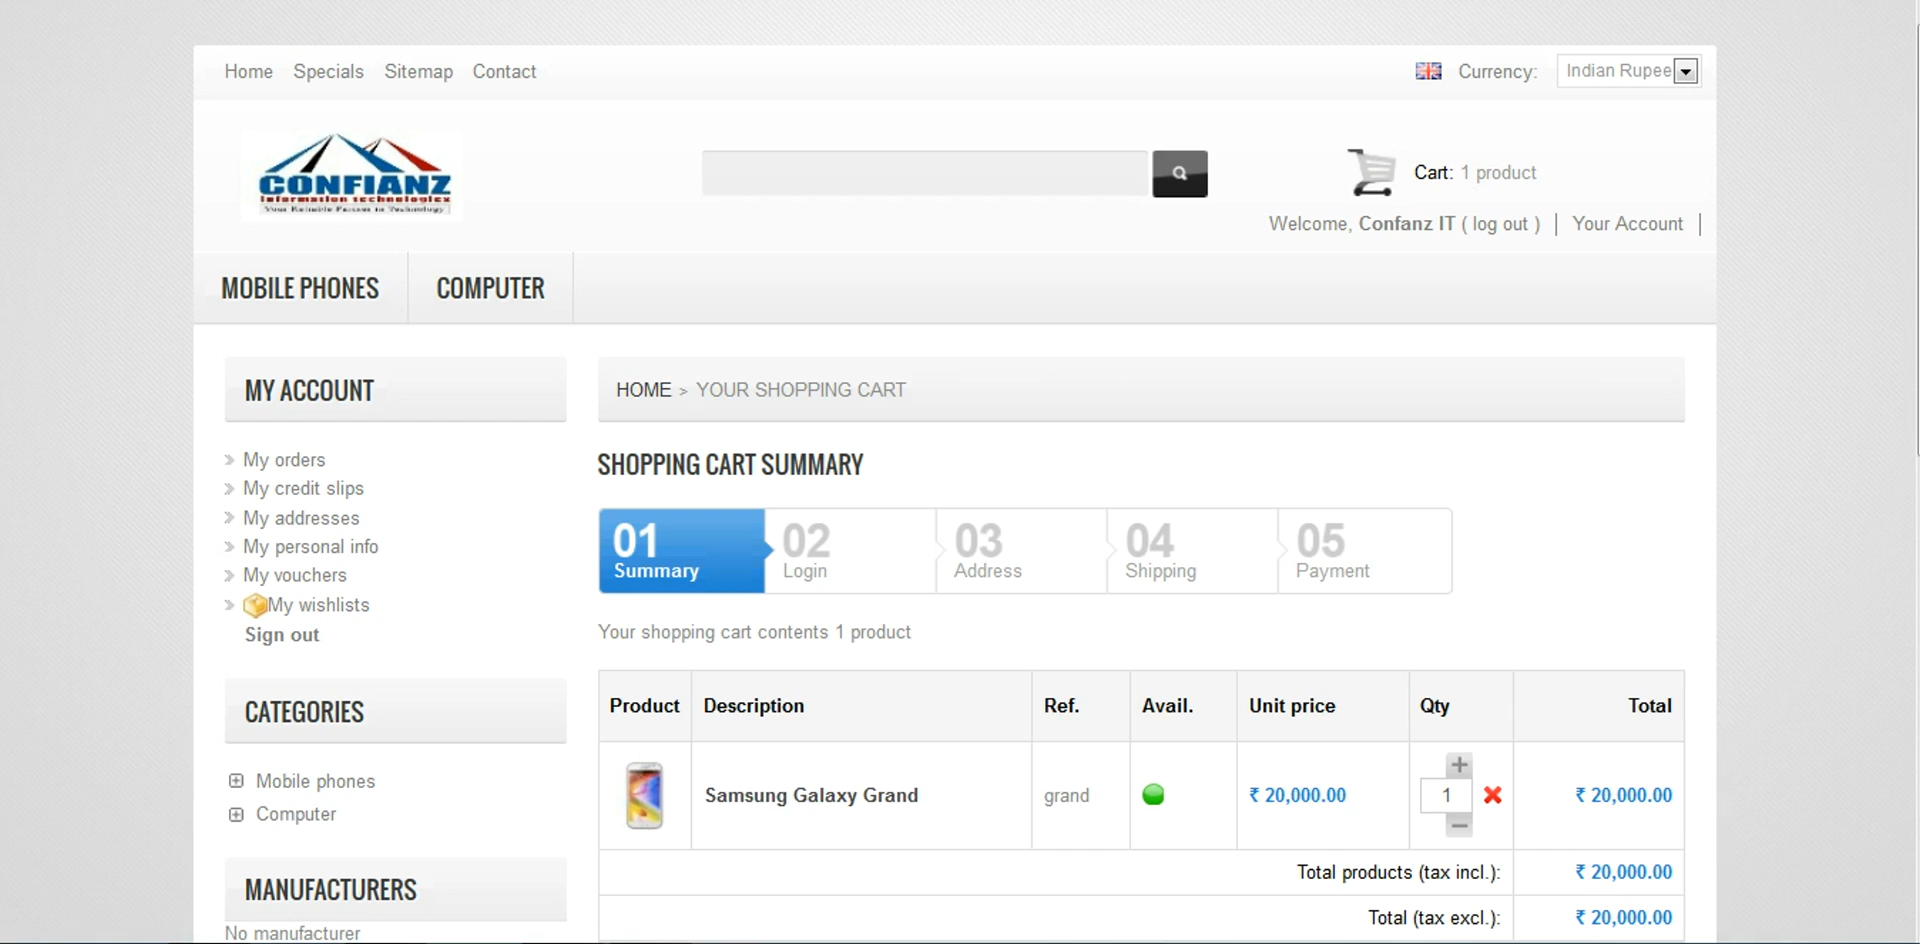 Home Specials Sitemap Contact
Currency: Indian Rupee
CONFIANZ
Information technologies
Your Reliable Partner in Technology
Cart: 1 product
Welcome, Confanz IT ( log out ) | Your Account |
MOBILE PHONES COMPUTER
MY ACCOUNT
My orders
My credit slips
My addresses
My personal info
My vouchers
My wishlists
Sign out
CATEGORIES
Mobile phones
Computer
MANUFACTURERS
No manufacturer
HOME > YOUR SHOPPING CART
SHOPPING CART SUMMARY
01 02 03 04 05
Summary Login Address Shipping Payment
Your shopping cart contents 1 product
Product Description Ref. Avail. Unit price Qty Total
Samsung Galaxy Grand grand ₹ 20,000.00 1 ₹ 20,000.00
Total products (tax incl.): ₹ 20,000.00
Total (tax excl.): ₹ 20,000.00